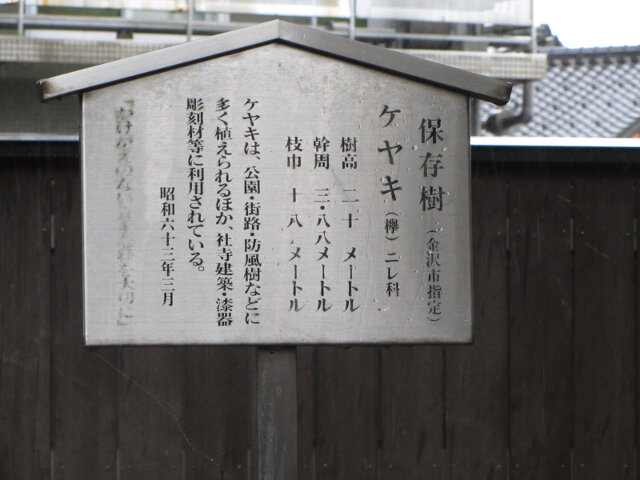 保存樹（金沢市指定）
ケヤキ（欅）ニレ科
樹高 二十 メートル
幹周 三・八八メートル
枝巾 十八 メートル
ケヤキは、公園・街路・防風樹などに
多く植えられるほか、社寺建築・漆器
彫刻材等に利用されている。
昭和六十三年三月
「かけがえのない
大切に」